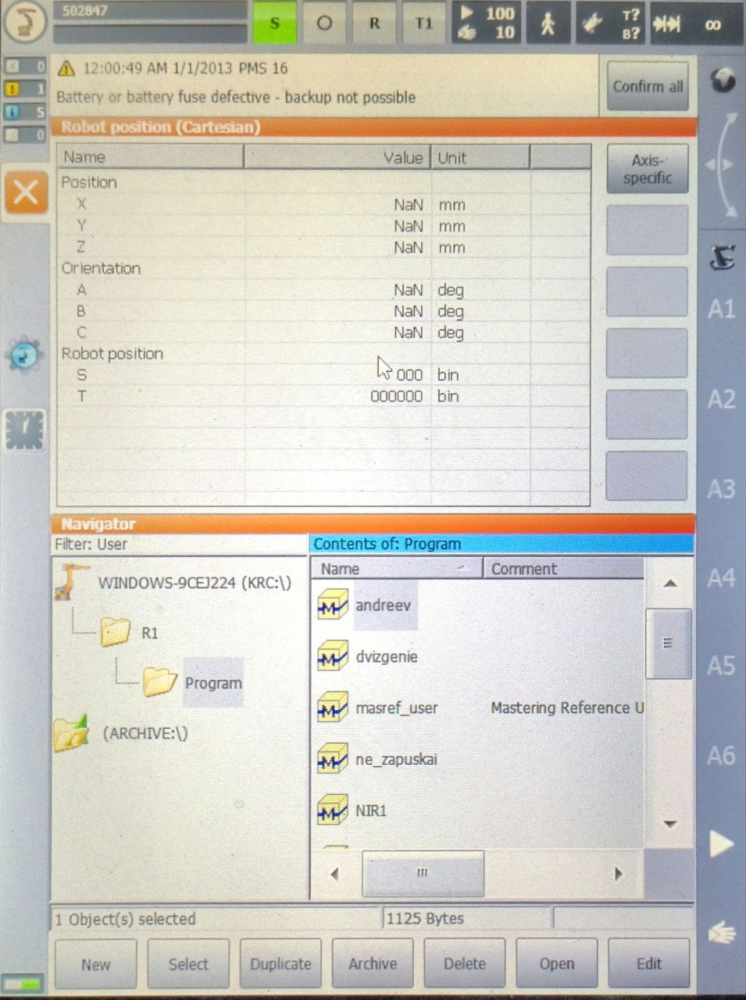 502847
S O R T1
100
10
T?
B?
∞
0
1
5
0
12:00:49 AM 1/1/2013 PMS 16
Battery or battery fuse defective - backup not possible
Confirm all
Robot position (Cartesian)
Name Value Unit
Axis-
specific
Position
X NaN mm
Y NaN mm
Z NaN mm
Orientation
A NaN deg
B NaN deg
C NaN deg
Robot position
S 000 bin
T 000000 bin
A1
A2
A3
A4
A5
A6
Navigator
Filter: User
Contents of: Program
Name Comment
WINDOWS-9CEJ224 (KRC:\)
R1
Program
(ARCHIVE:\)
andreev
dvizgenie
masref_user Mastering Reference U
ne_zapuskai
NIR1
1 Object(s) selected 1125 Bytes
New Select Duplicate Archive Delete Open Edit